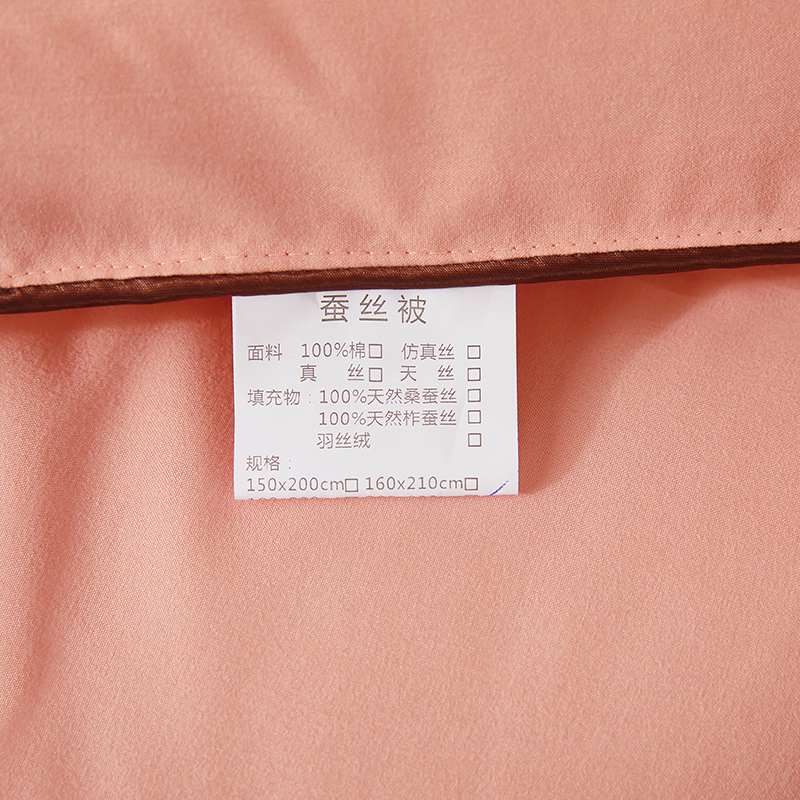 蚕丝被
面料：100%棉□ 仿真丝□
真 丝□ 天 丝□
填充物：100%天然桑蚕丝□
100%天然柞蚕丝□
羽丝绒□
规格：
150x200cm□ 160x210cm□